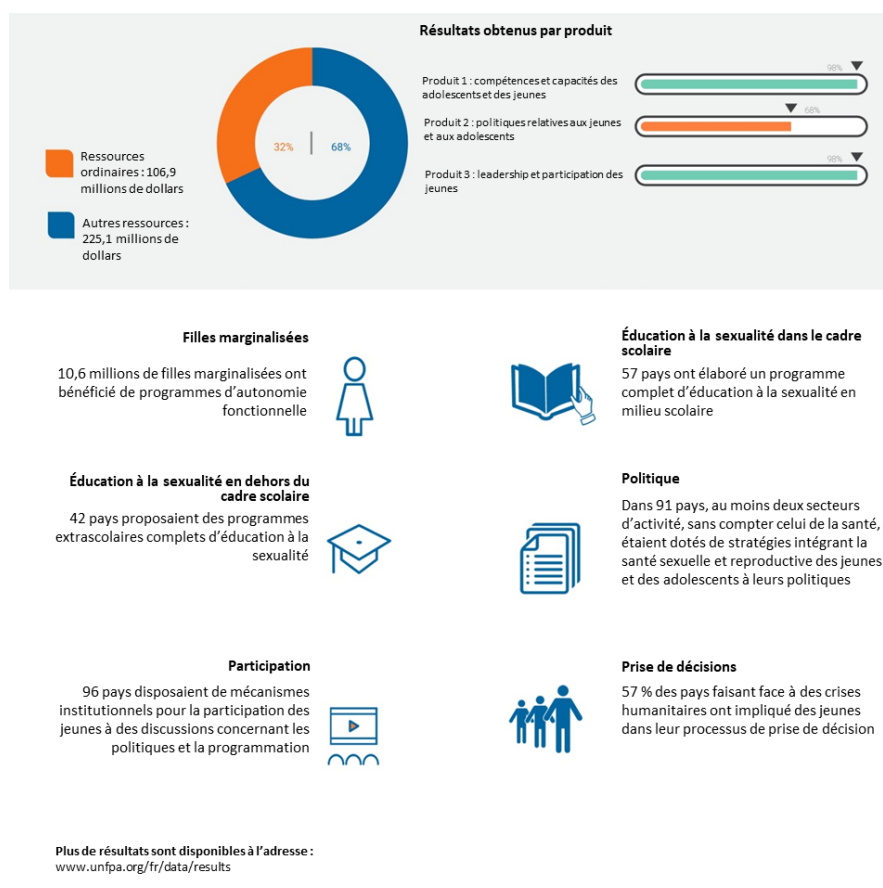 Résultats obtenus par produit
98%
Produit 1 : compétences et capacités des
adolescents et des jeunes
68%
Produit 2 : politiques relatives aux jeunes
et aux adolescents
98%
Produit 3 : leadership et participation des
jeunes
32%
68%
Ressources
ordinaires : 106,9
millions de dollars
Autres ressources :
225,1 millions de
dollars
Filles marginalisées
10,6 millions de filles marginalisées ont
bénéficié de programmes d’autonomie
fonctionnelle
Éducation à la sexualité dans le cadre
scolaire
57 pays ont élaboré un programme
complet d’éducation à la sexualité en
milieu scolaire
Éducation à la sexualité en dehors du
cadre scolaire
42 pays proposaient des programmes
extrascolaires complets d’éducation à la
sexualité
Politique
Dans 91 pays, au moins deux secteurs
d’activité, sans compter celui de la santé,
étaient dotés de stratégies intégrant la
santé sexuelle et reproductive des jeunes
et des adolescents à leurs politiques
Participation
96 pays disposaient de mécanismes
institutionnels pour la participation des
jeunes à des discussions concernant les
politiques et la programmation
Prise de décisions
57 % des pays faisant face à des crises
humanitaires ont impliqué des jeunes
dans leur processus de prise de décision
Plus de résultats sont disponibles à l’adresse :
www.unfpa.org/fr/data/results